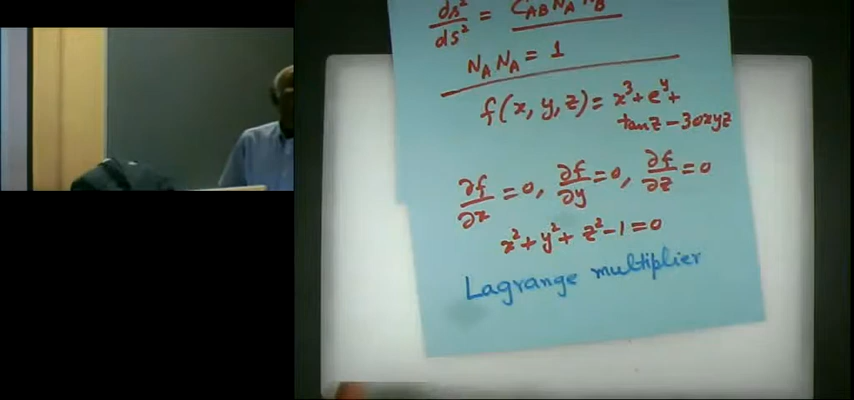 ds²/dS² = C_AB N_A N_B
N_A N_A = 1
f(x, y, z) = x³ + e^y +
tan z - 30xyz
∂f/∂x = 0, ∂f/∂y = 0, ∂f/∂z = 0
x² + y² + z² - 1 = 0
Lagrange multiplier